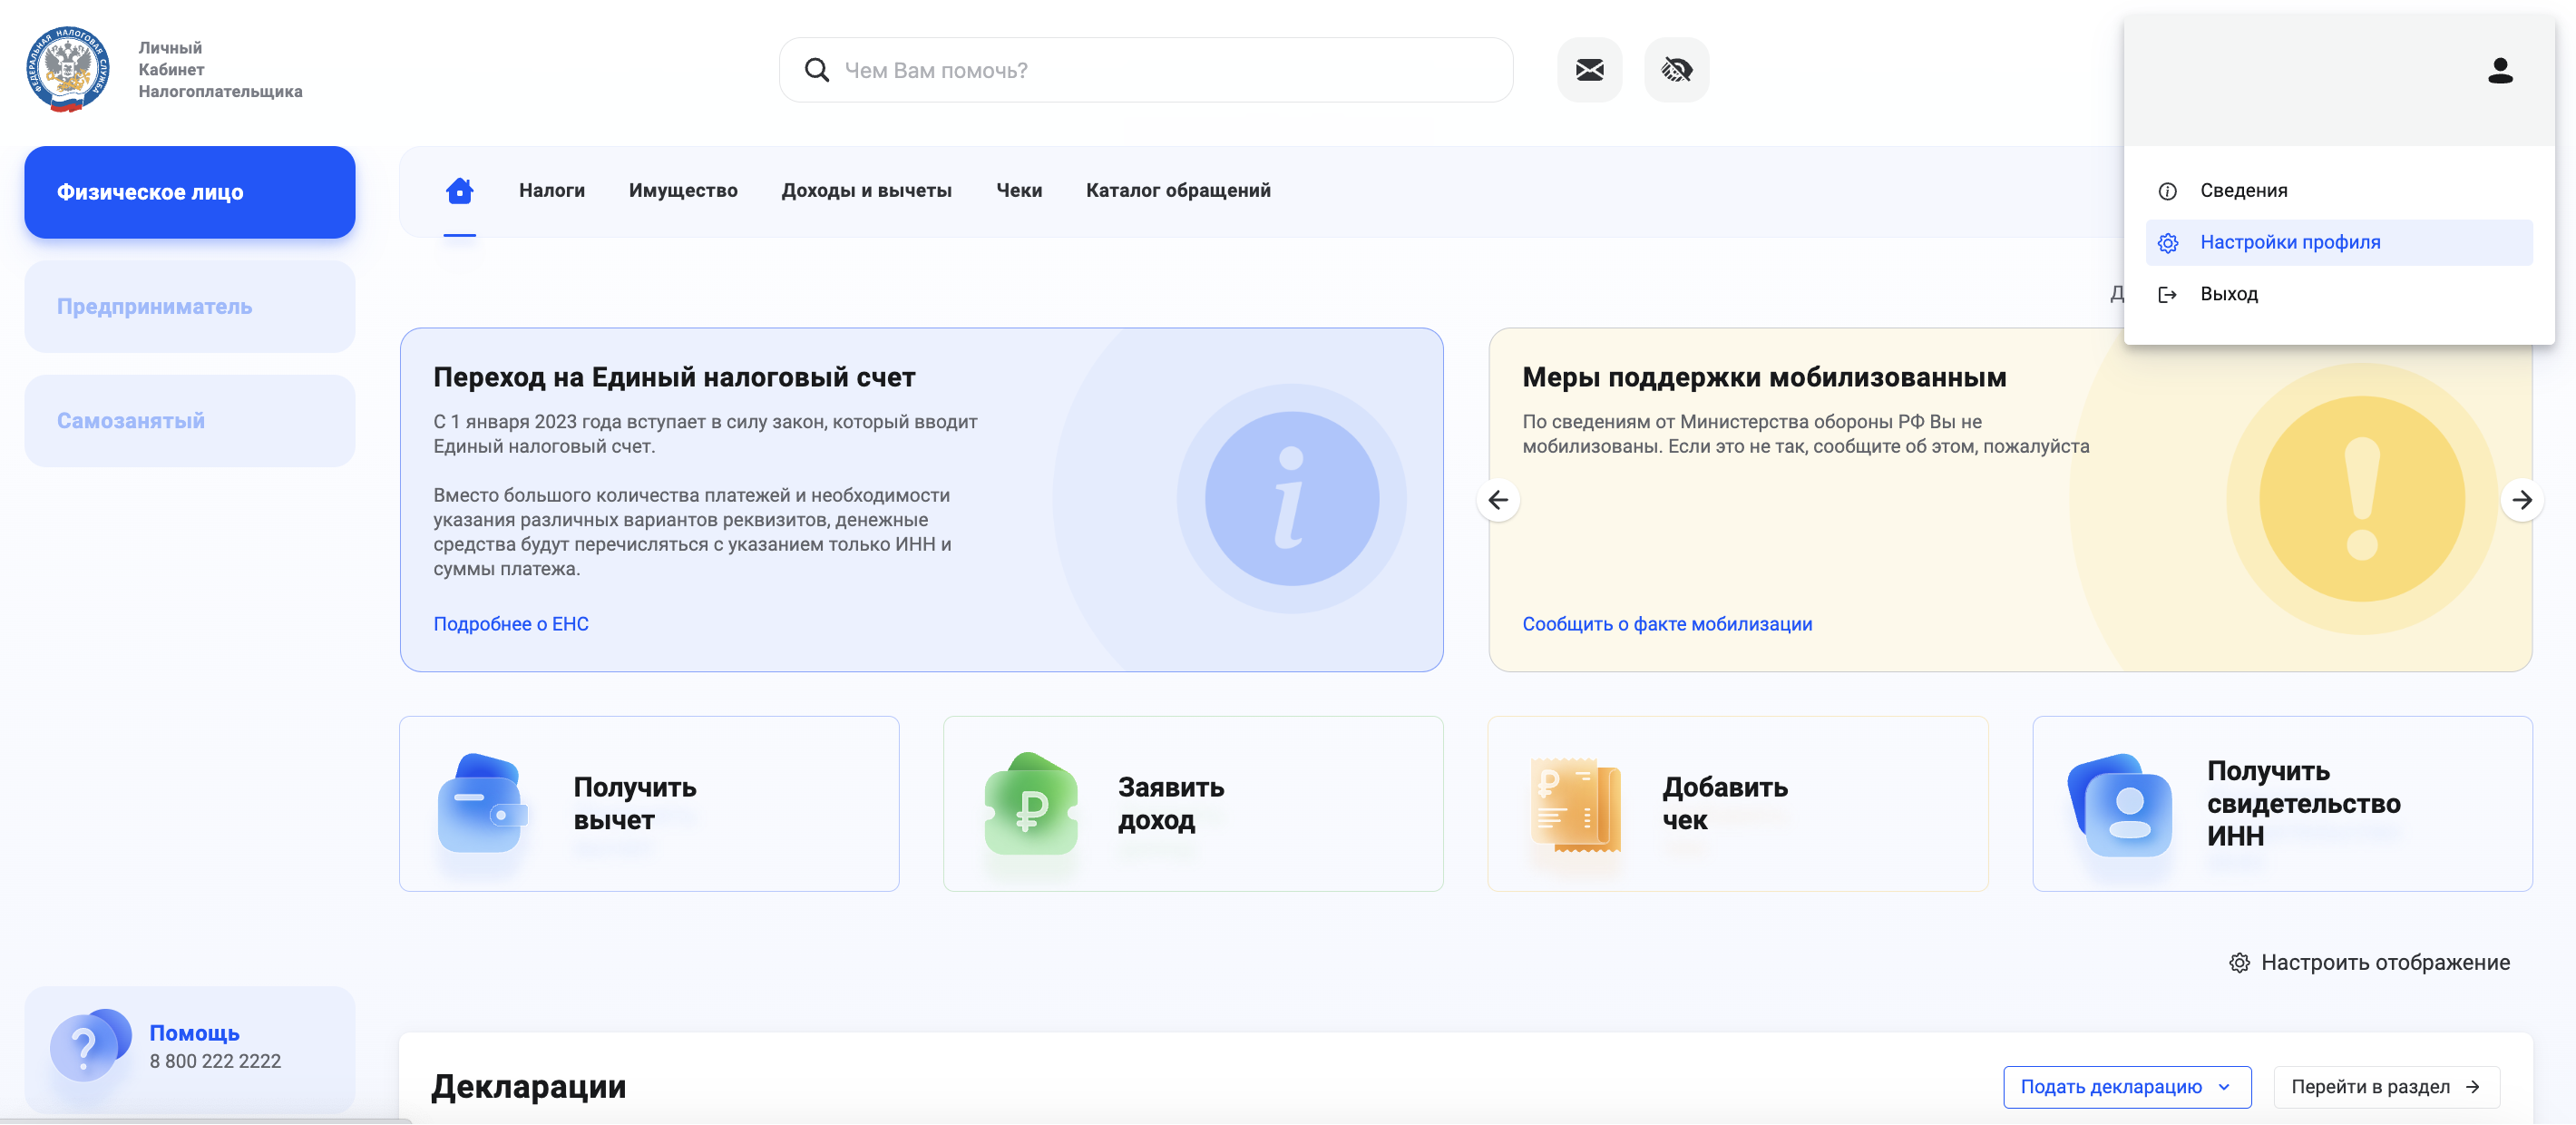 ФЕДЕРАЛЬНАЯ НАЛОГОВАЯ СЛУЖБА
Личный
Кабинет
Налогоплательщика
Чем Вам помочь?
Физическое лицо
Предприниматель
Самозанятый
Налоги
Имущество
Доходы и вычеты
Чеки
Каталог обращений
Сведения
Настройки профиля
Выход
Переход на Единый налоговый счет
С 1 января 2023 года вступает в силу закон, который вводит
Единый налоговый счет.
Вместо большого количества платежей и необходимости
указания различных вариантов реквизитов, денежные
средства будут перечисляться с указанием только ИНН и
суммы платежа.
Подробнее о ЕНС
Меры поддержки мобилизованным
По сведениям от Министерства обороны РФ Вы не
мобилизованы. Если это не так, сообщите об этом, пожалуйста
Сообщить о факте мобилизации
Получить
вычет
Заявить
доход
Добавить
чек
Получить
свидетельство
ИНН
Настроить отображение
Помощь
8 800 222 2222
Декларации
Подать декларацию
Перейти в раздел